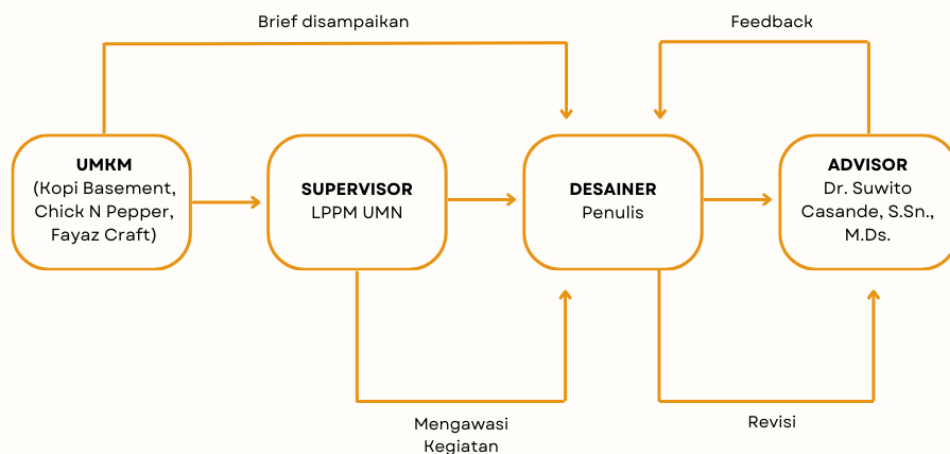 Brief disampaikan
Feedback
UMKM
(Kopi Basement,
Chick N Pepper,
Fayaz Craft)
SUPERVISOR
LPPM UMN
DESAINER
Penulis
ADVISOR
Dr. Suwito
Casande, S.Sn.,
M.Ds.
Mengawasi
Kegiatan
Revisi